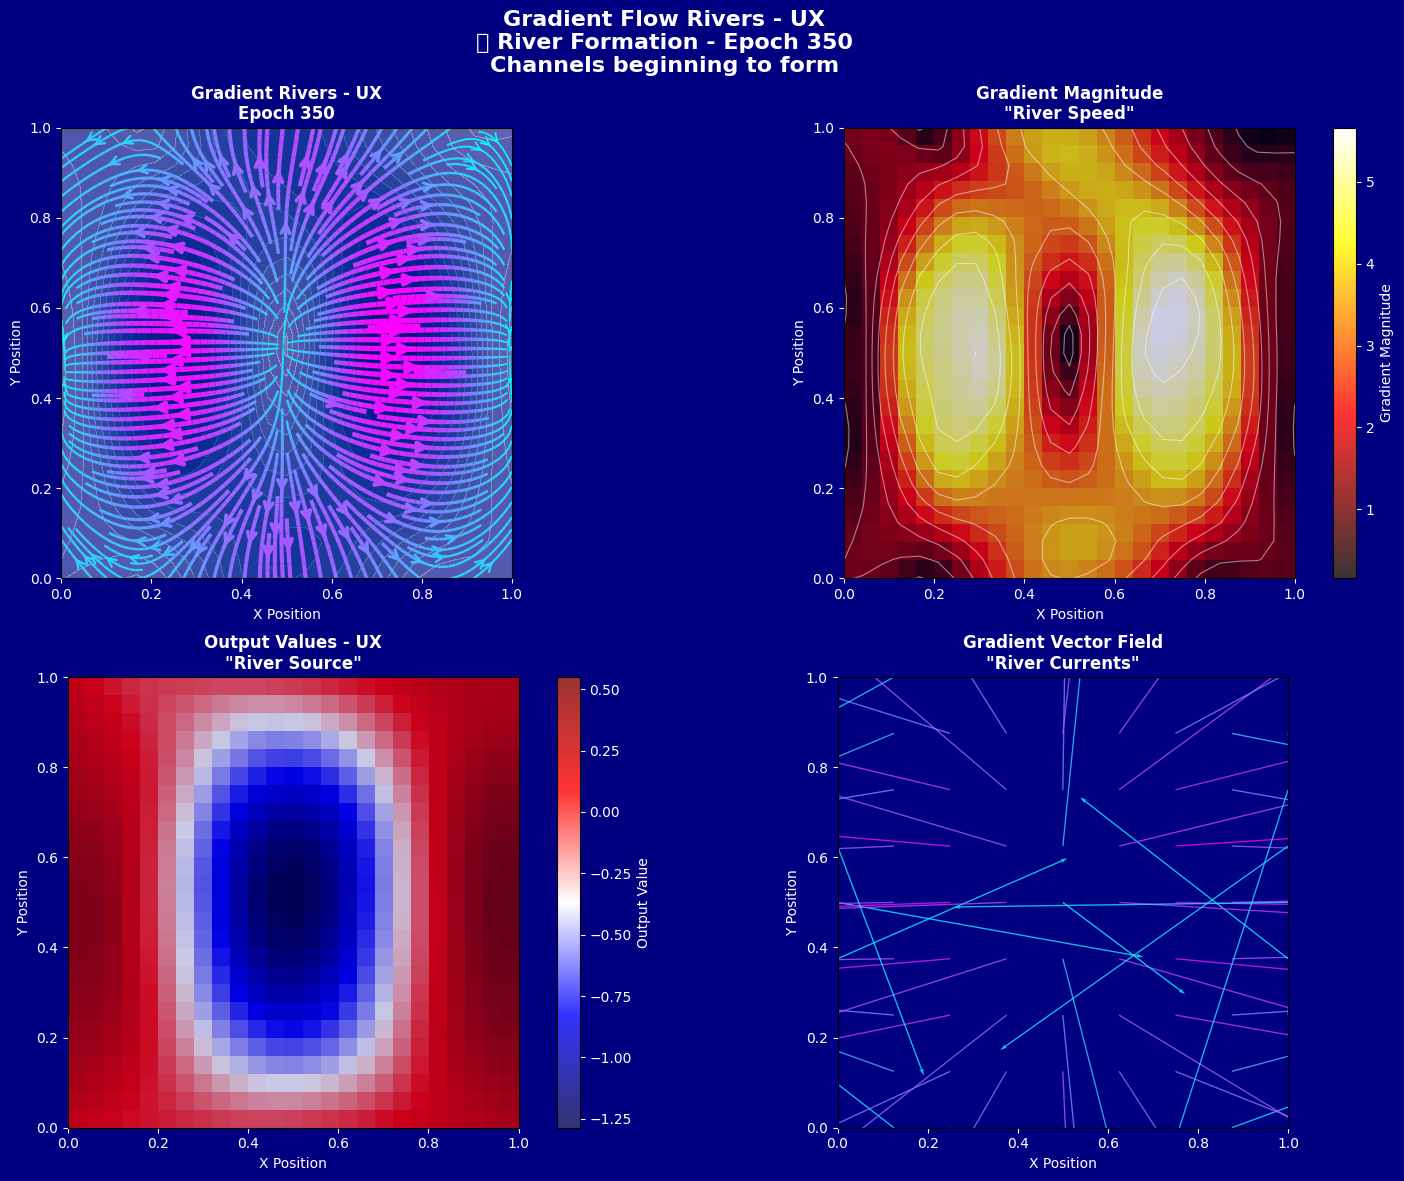 Gradient Flow Rivers - UX
▯ River Formation - Epoch 350
Channels beginning to form
Gradient Rivers - UX
Epoch 350
1.0
0.8
0.6
0.4
0.2
0.0
Y Position
0.0 0.2 0.4 0.6 0.8 1.0
X Position
Gradient Magnitude
"River Speed"
1.0
0.8
0.6
0.4
0.2
0.0
Y Position
0.0 0.2 0.4 0.6 0.8 1.0
X Position
5
4
3
2
1
Gradient Magnitude
Output Values - UX
"River Source"
1.0
0.8
0.6
0.4
0.2
0.0
Y Position
0.0 0.2 0.4 0.6 0.8 1.0
X Position
0.50
0.25
0.00
−0.25
−0.50
−0.75
−1.00
−1.25
Output Value
Gradient Vector Field
"River Currents"
1.0
0.8
0.6
0.4
0.2
0.0
Y Position
0.0 0.2 0.4 0.6 0.8 1.0
X Position